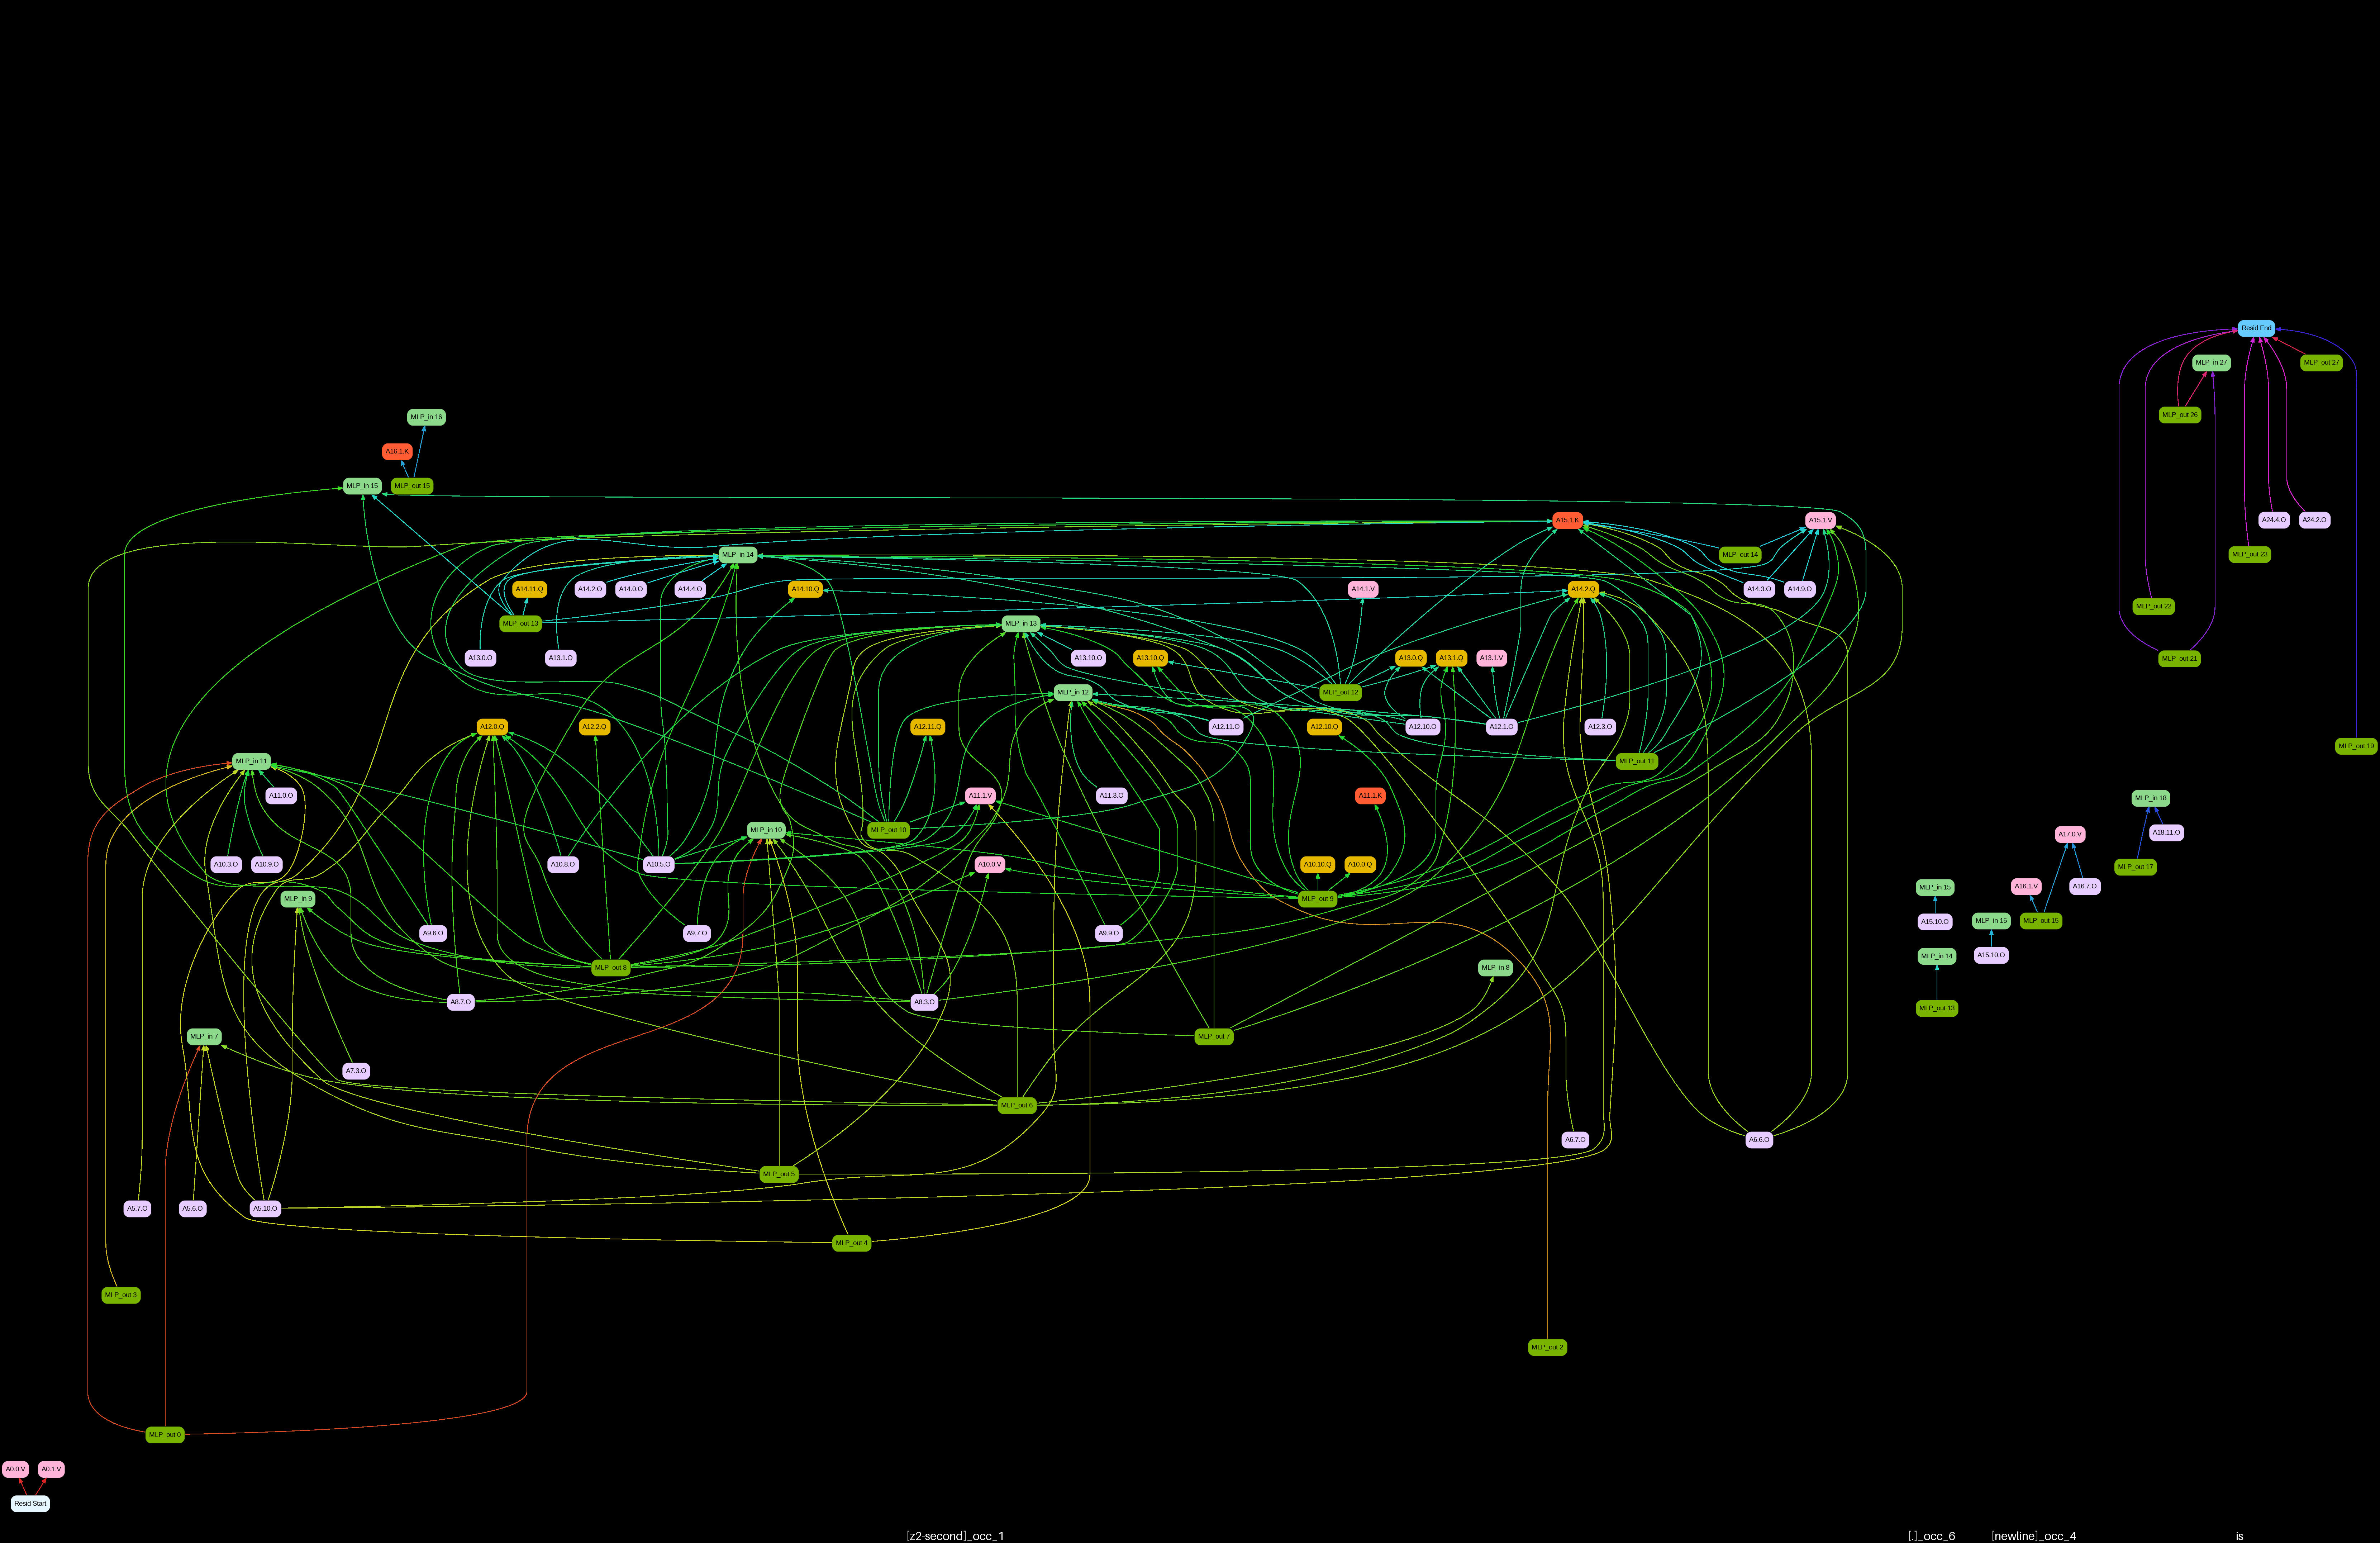 Resid End
MLP_in 27
MLP_out 27
MLP_out 26
MLP_in 16
A16.1.K
MLP_in 15
MLP_out 15
A15.1.K
A15.1.V
A24.4.O
A24.2.O
MLP_in 14
MLP_out 14
MLP_out 23
A14.11.Q
A14.2.O
A14.0.O
A14.4.O
A14.10.Q
A14.1.V
A14.2.Q
A14.3.O
A14.9.O
MLP_out 22
MLP_out 13
MLP_in 13
A13.0.O
A13.1.O
A13.10.O
A13.10.Q
A13.0.Q
A13.1.Q
A13.1.V
MLP_out 21
MLP_in 12
MLP_out 12
A12.0.Q
A12.2.Q
A12.11.Q
A12.11.O
A12.10.Q
A12.10.O
A12.1.O
A12.3.O
MLP_out 19
MLP_in 11
MLP_out 11
A11.0.O
A11.1.V
A11.3.O
A11.1.K
MLP_in 18
MLP_in 10
MLP_out 10
A18.11.O
A17.0.V
A10.3.O
A10.9.O
A10.8.O
A10.5.O
A10.0.V
A10.10.Q
A10.0.Q
MLP_out 17
MLP_in 9
MLP_out 9
MLP_in 15
A16.1.V
A16.7.O
A9.6.O
A9.7.O
A9.9.O
A15.10.O
MLP_in 15
MLP_out 15
MLP_out 8
MLP_in 8
MLP_in 14
A15.10.O
A8.7.O
A8.3.O
MLP_out 13
MLP_in 7
MLP_out 7
A7.3.O
MLP_out 6
A6.7.O
A6.6.O
MLP_out 5
A5.7.O
A5.6.O
A5.10.O
MLP_out 4
MLP_out 3
MLP_out 2
MLP_out 0
A0.0.V
A0.1.V
Resid Start
[z2-second]_occ_1
[.]_occ_6
[newline]_occ_4
is